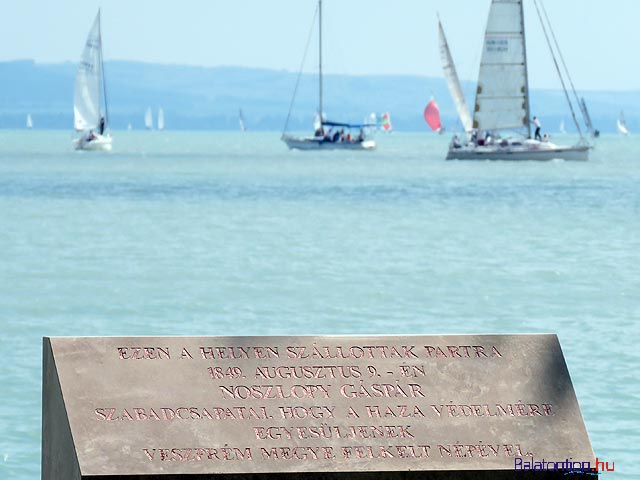 EZEN A HELYEN SZÁLLOTTAK PARTRA
1849. AUGUSZTUS 9. - ÉN
NOSZLOPY GÁSPÁR
SZABADCSAPATAI, HOGY A HAZA VÉDELMÉRE
EGYESÜLJENEK
VESZPRÉM MEGYE FELKELT NÉPÉVEL.
Balatontipp.hu